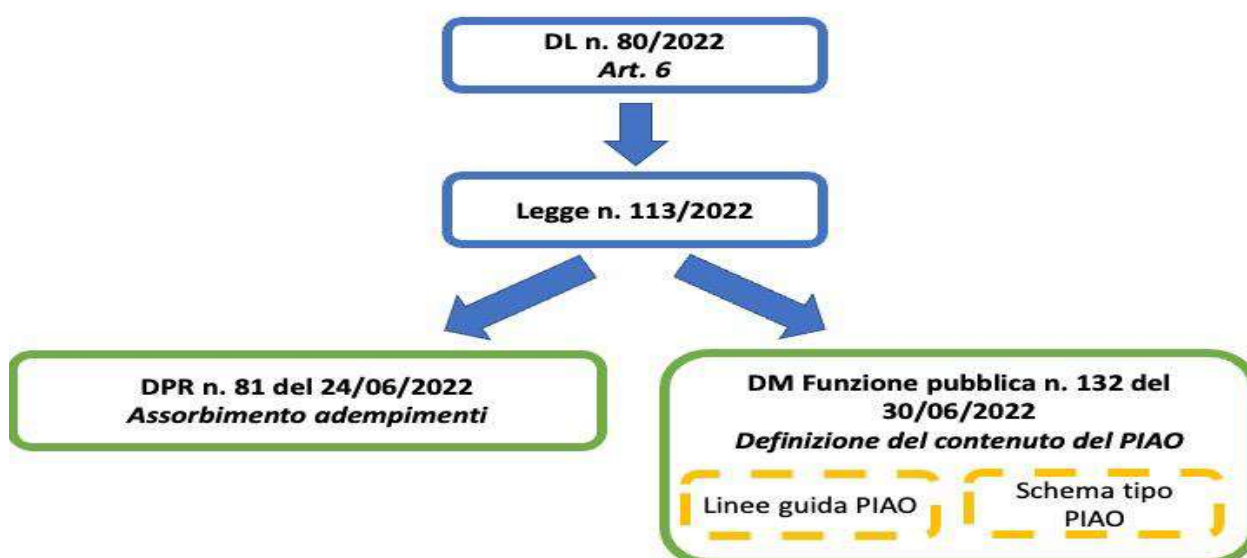 DL n. 80/2022
Art. 6
Legge n. 113/2022
DPR n. 81 del 24/06/2022
Assorbimento adempimenti
DM Funzione pubblica n. 132 del
30/06/2022
Definizione del contenuto del PIAO
Linee guida PIAO
Schema tipo
PIAO